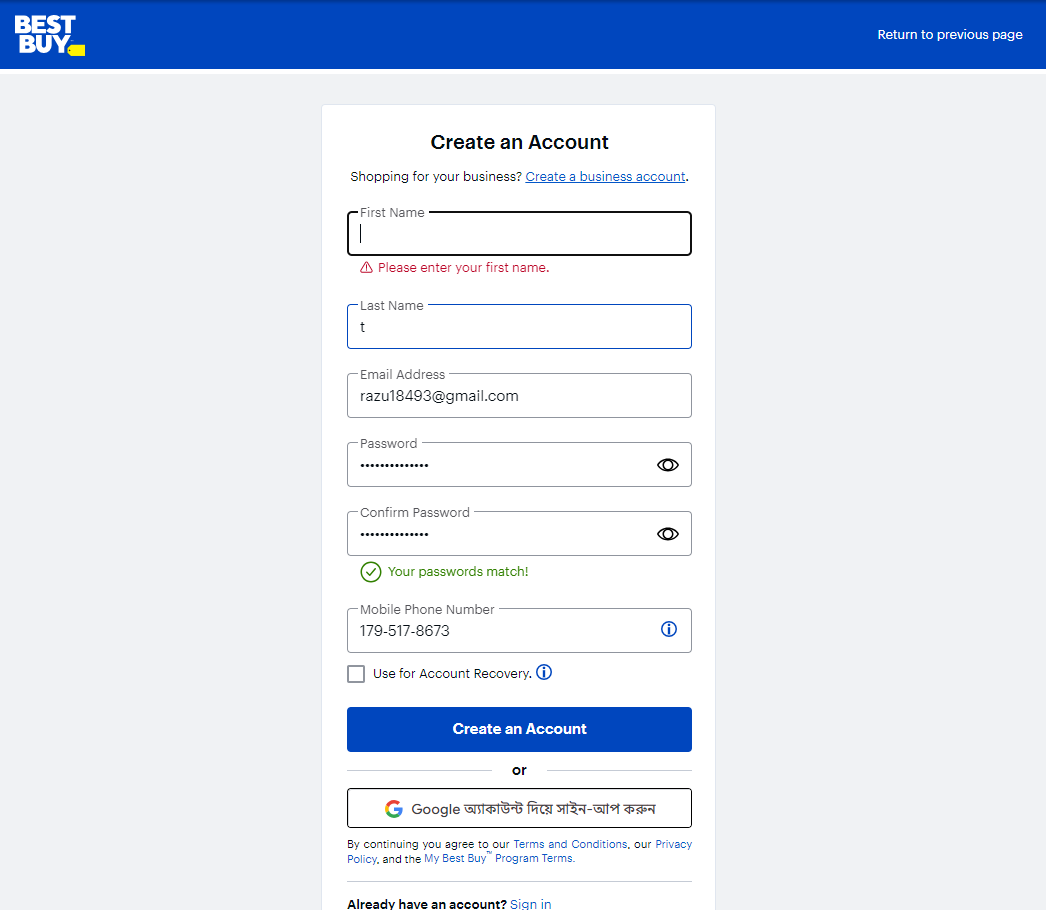 BEST
BUY
Return to previous page
Create an Account
Shopping for your business? Create a business account.
First Name
Please enter your first name.
Last Name
t
Email Address
razu18493@gmail.com
Password
••••••••••••••
Confirm Password
••••••••••••••
Your passwords match!
Mobile Phone Number
179-517-8673
Use for Account Recovery.
Create an Account
or
Google অ্যাকাউন্ট দিয়ে সাইন-আপ করুন
By continuing you agree to our Terms and Conditions, our Privacy
Policy, and the My Best Buy™ Program Terms.
Already have an account? Sign in